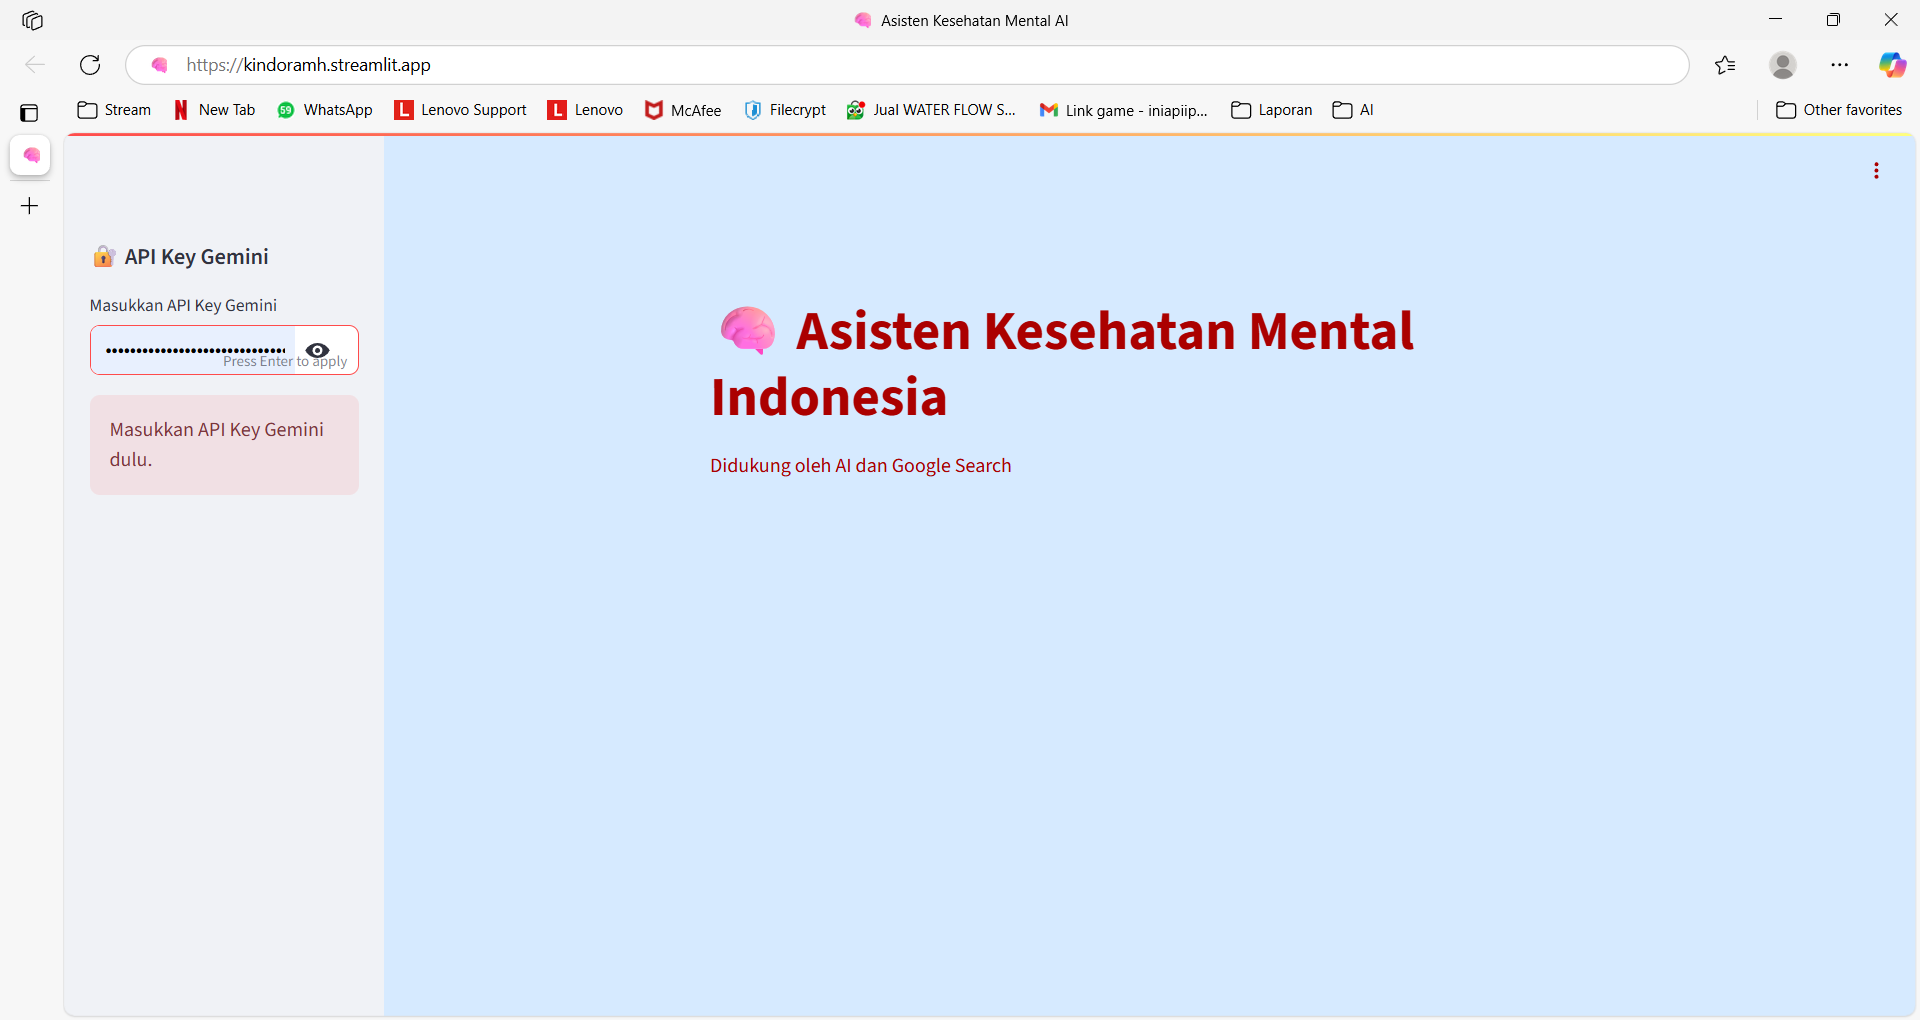 Asisten Kesehatan Mental AI
https://kindoramh.streamlit.app
Stream
New Tab
59
WhatsApp
L
Lenovo Support
L
Lenovo
McAfee
Filecrypt
Jual WATER FLOW S...
Link game - iniapiip...
Laporan
AI
Other favorites
API Key Gemini
Masukkan API Key Gemini
Press Enter to apply
Masukkan API Key Gemini
dulu.
Asisten Kesehatan Mental
Indonesia
Didukung oleh AI dan Google Search